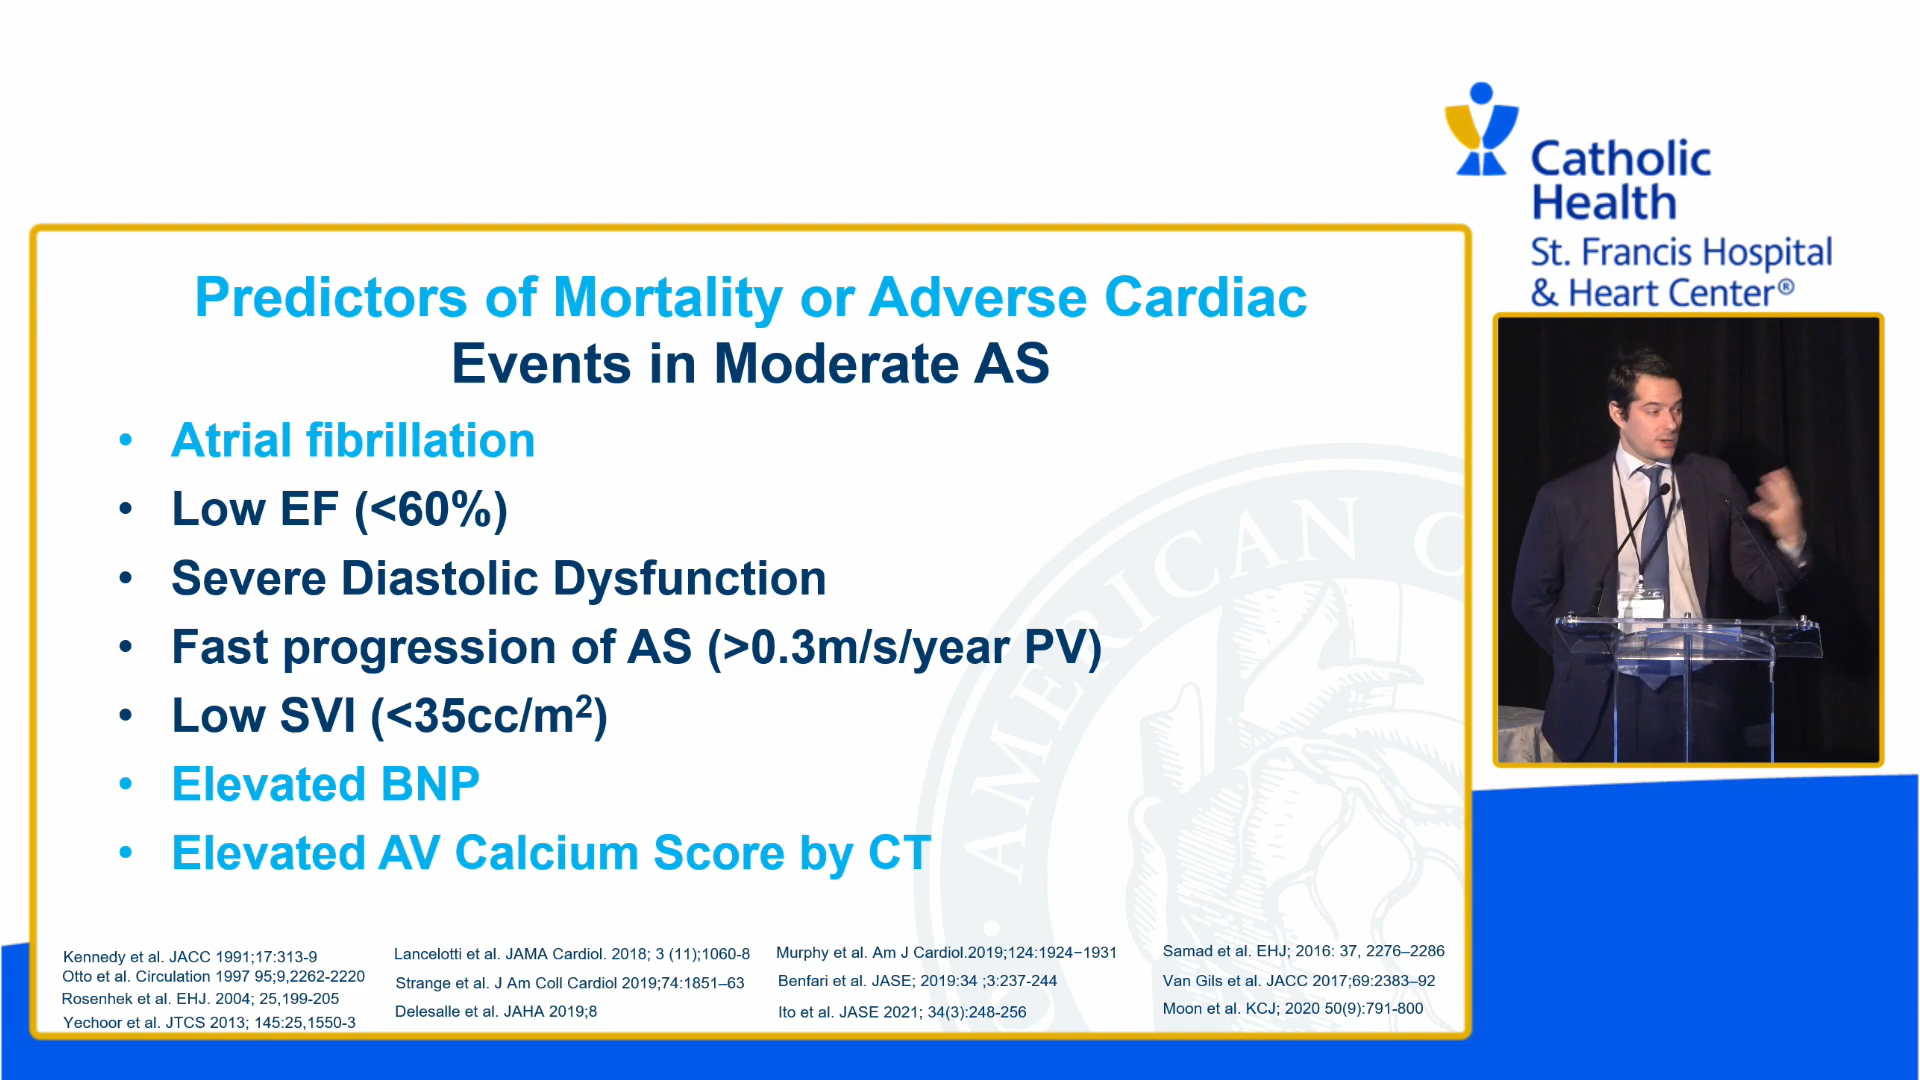 Catholic
Health
St. Francis Hospital
& Heart Center®
Predictors of Mortality or Adverse Cardiac
Events in Moderate AS
• Atrial fibrillation
• Low EF (<60%)
• Severe Diastolic Dysfunction
• Fast progression of AS (>0.3m/s/year PV)
• Low SVI (<35cc/m²)
• Elevated BNP
• Elevated AV Calcium Score by CT
• AMERICAN C
Kennedy et al. JACC 1991;17:313-9
Otto et al. Circulation 1997 95;9,2262-2220
Rosenhek et al. EHJ. 2004; 25,199-205
Yechoor et al. JTCS 2013; 145:25,1550-3
Lancelotti et al. JAMA Cardiol. 2018; 3 (11);1060-8
Strange et al. J Am Coll Cardiol 2019;74:1851–63
Delesalle et al. JAHA 2019;8
Murphy et al. Am J Cardiol.2019;124:1924−1931
Benfari et al. JASE; 2019:34 ;3:237-244
Ito et al. JASE 2021; 34(3):248-256
Samad et al. EHJ; 2016: 37, 2276–2286
Van Gils et al. JACC 2017;69:2383–92
Moon et al. KCJ; 2020 50(9):791-800